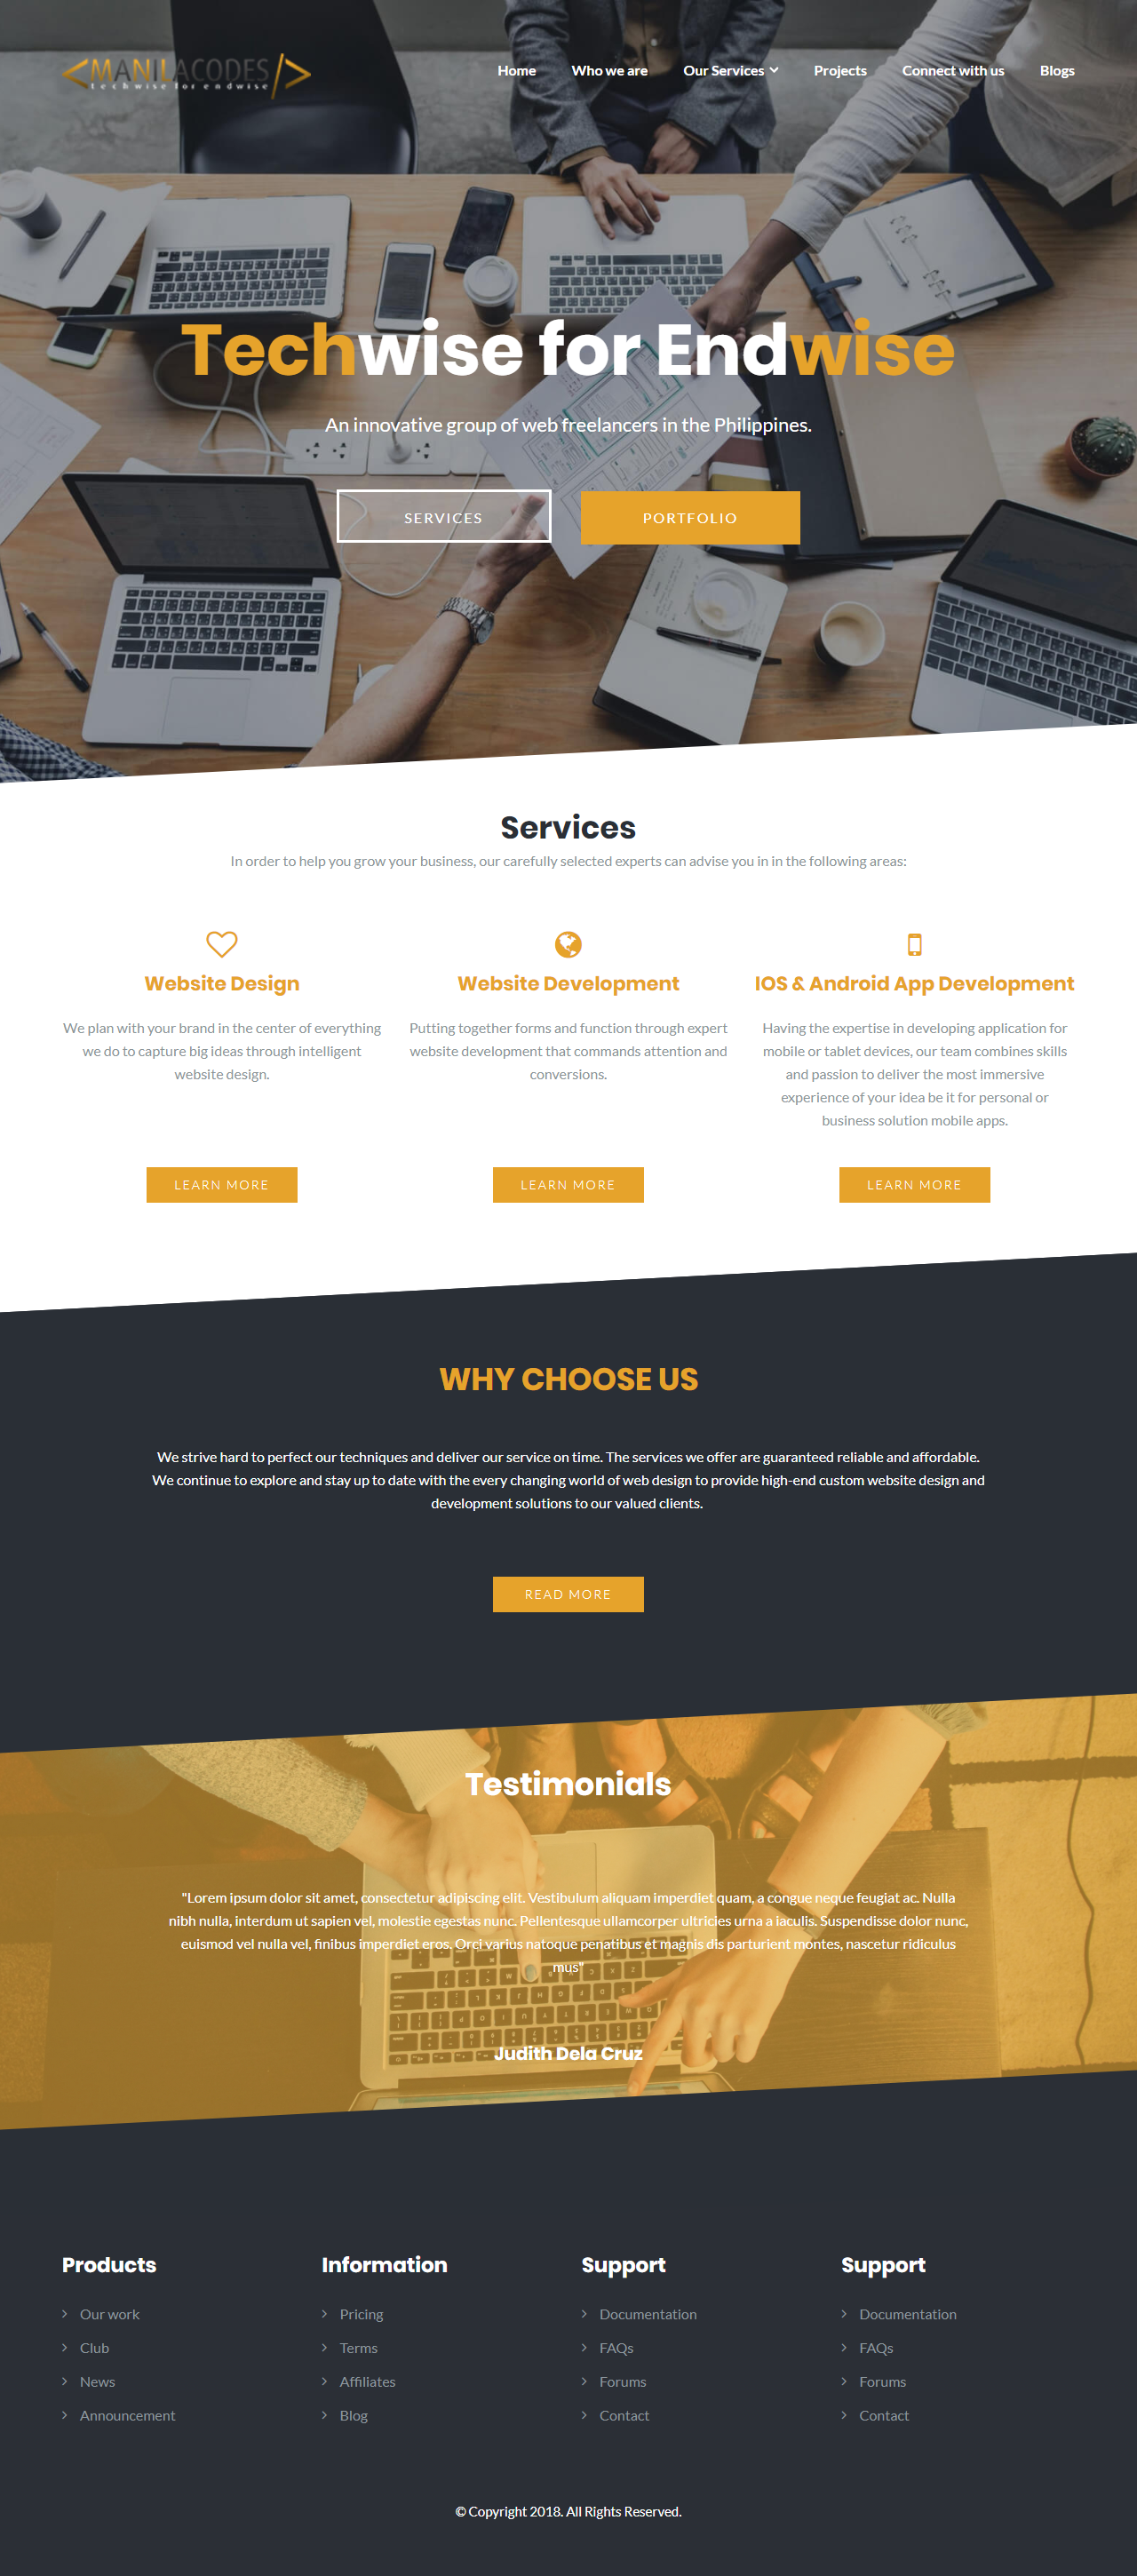 <MANILACODES/>
techwise for endwise
Home Who we are Our Services Projects Connect with us Blogs
Techwise for Endwise
An innovative group of web freelancers in the Philippines.
SERVICES PORTFOLIO
Services
In order to help you grow your business, our carefully selected experts can advise you in in the following areas:
Website Design
We plan with your brand in the center of everything
we do to capture big ideas through intelligent
website design.
LEARN MORE
Website Development
Putting together forms and function through expert
website development that commands attention and
conversions.
LEARN MORE
IOS & Android App Development
Having the expertise in developing application for
mobile or tablet devices, our team combines skills
and passion to deliver the most immersive
experience of your idea be it for personal or
business solution mobile apps.
LEARN MORE
WHY CHOOSE US
We strive hard to perfect our techniques and deliver our service on time. The services we offer are guaranteed reliable and affordable.
We continue to explore and stay up to date with the every changing world of web design to provide high-end custom website design and
development solutions to our valued clients.
READ MORE
Testimonials
"Lorem ipsum dolor sit amet, consectetur adipiscing elit. Vestibulum aliquam imperdiet quam, a congue neque feugiat ac. Nulla
nibh nulla, interdum ut sapien vel, molestie egestas nunc. Pellentesque ullamcorper ultricies urna a iaculis. Suspendisse dolor nunc,
euismod vel nulla vel, finibus imperdiet eros. Orci varius natoque penatibus et magnis dis parturient montes, nascetur ridiculus
mus"
Judith Dela Cruz
Products
Our work
Club
News
Announcement
Information
Pricing
Terms
Affiliates
Blog
Support
Documentation
FAQs
Forums
Contact
Support
Documentation
FAQs
Forums
Contact
© Copyright 2018. All Rights Reserved.